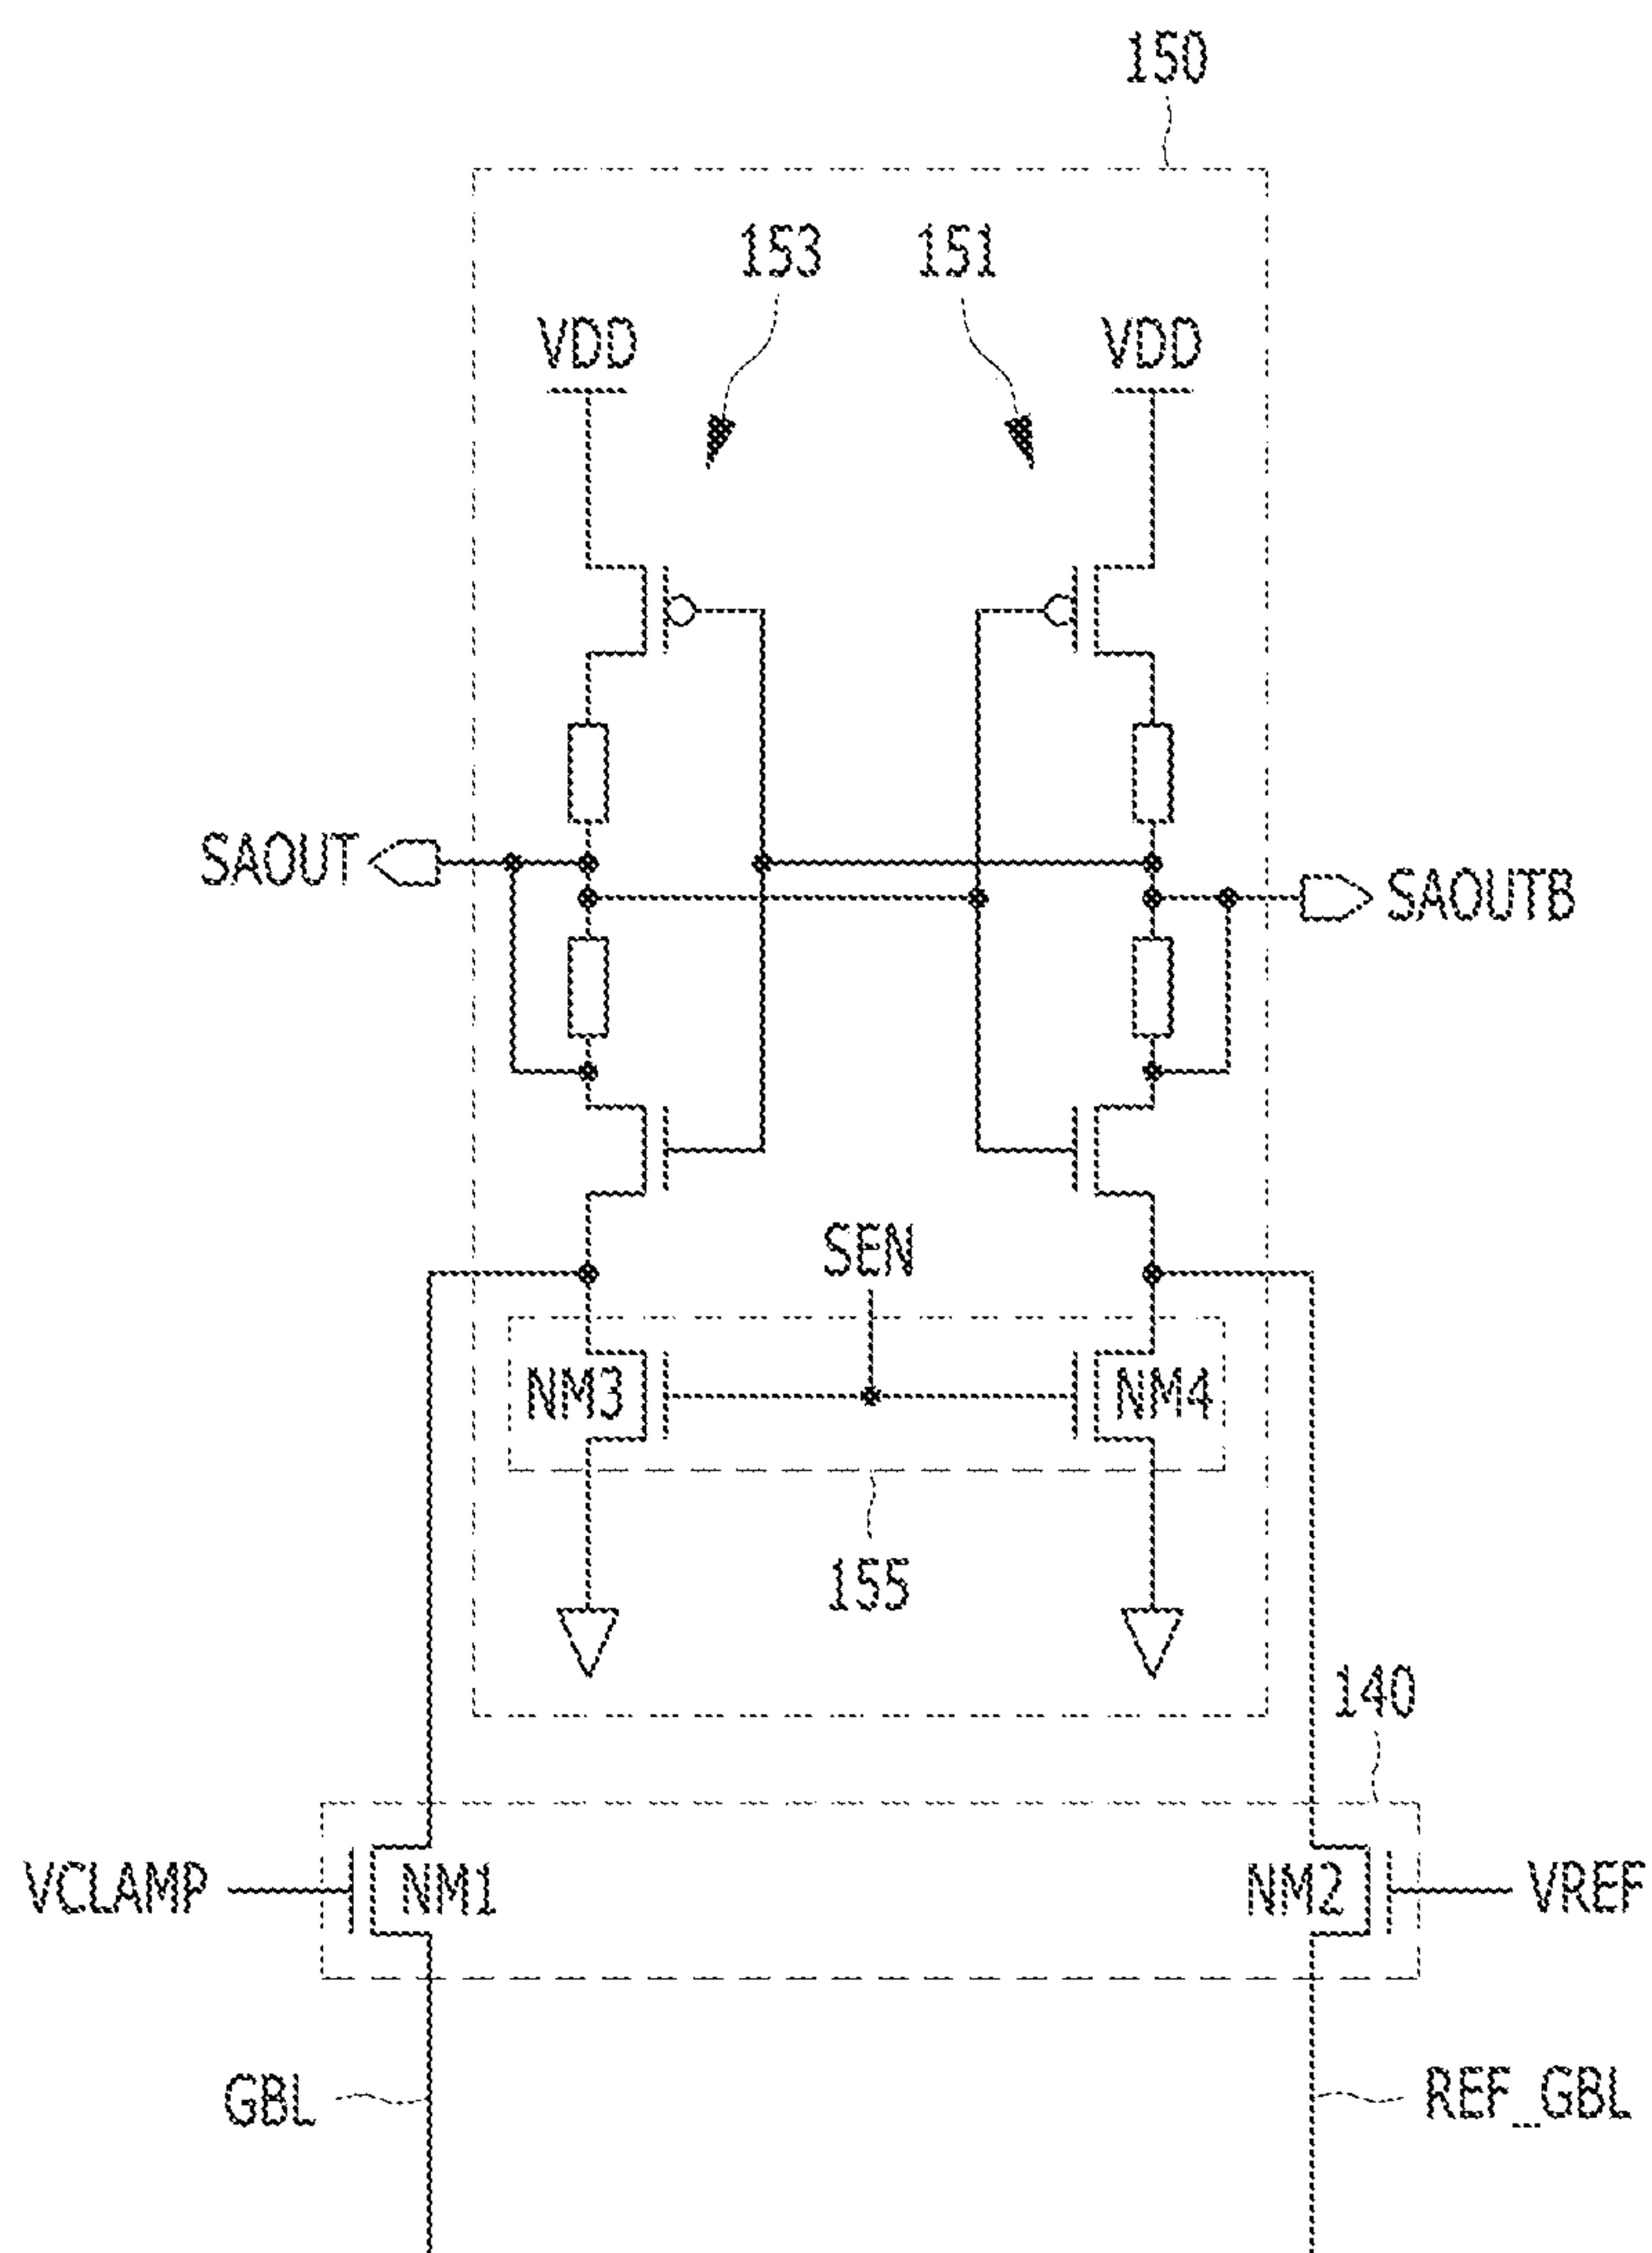 150
153
151
VDD
VDD
SAOUT
SAOUTB
SEN
NM3
NM4
155
140
VCLAMP
NM1
NM2
VREF
GBL
REF_GBL